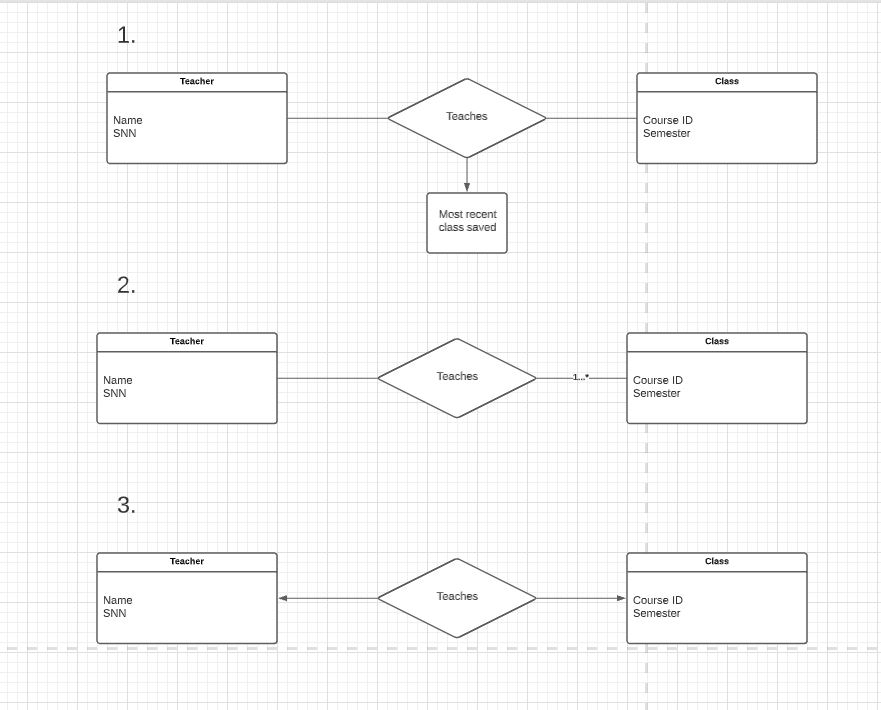 1.
Teacher
Name
SNN
Teaches
Class
Course ID
Semester
Most recent
class saved
2.
Teacher
Name
SNN
Teaches
1...*
Class
Course ID
Semester
3.
Teacher
Name
SNN
Teaches
Class
Course ID
Semester